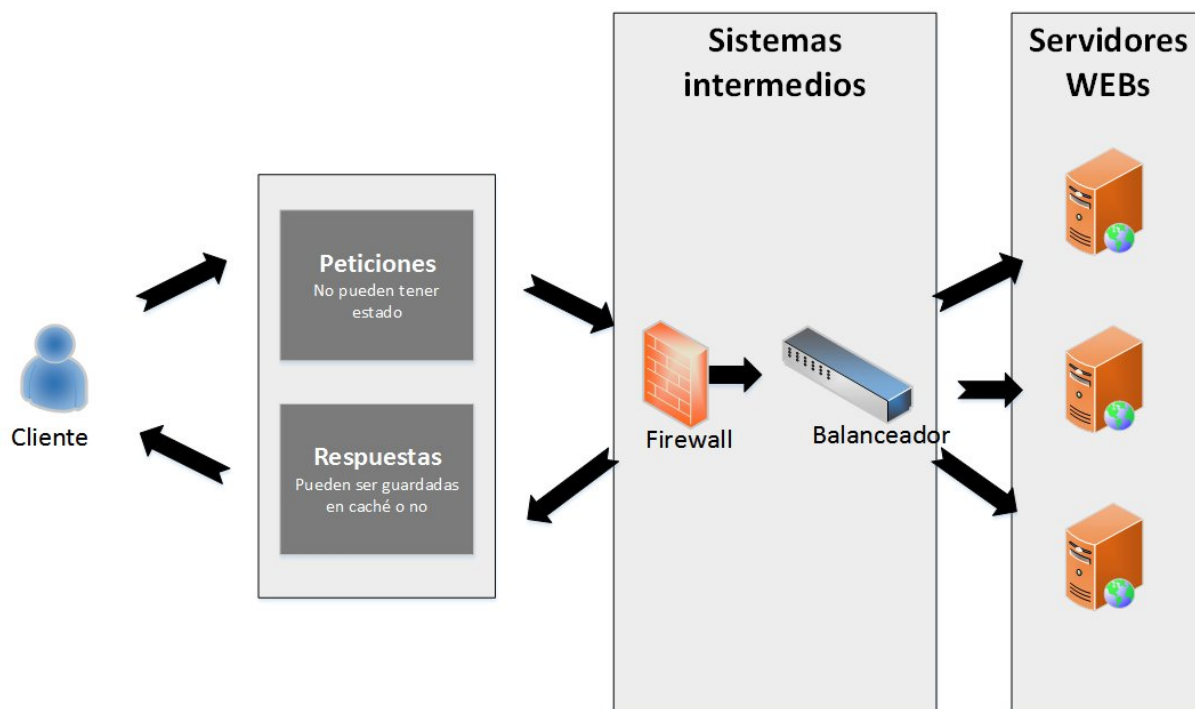 Sistemas
intermedios
Servidores
WEBs
Peticiones
No pueden tener
estado
Cliente
Firewall
Balanceador
Respuestas
Pueden ser guardadas
en caché o no